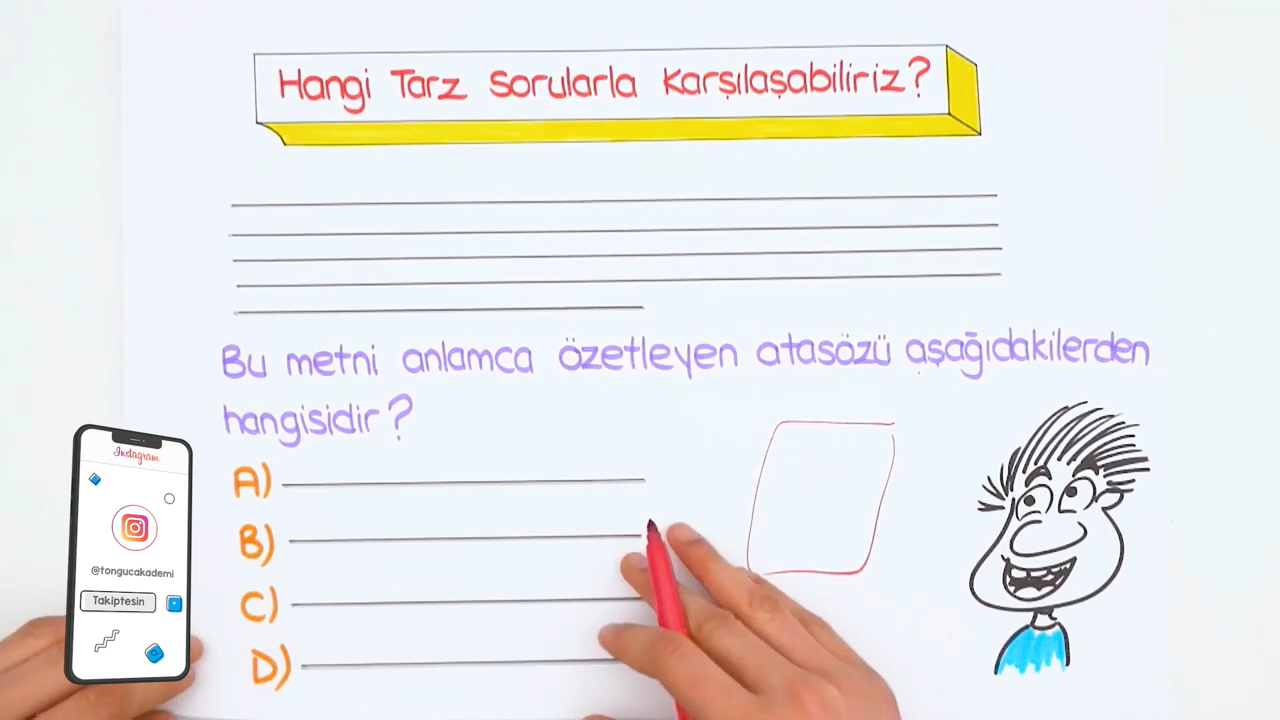 Hangi Tarz Sorularla Karşılaşabiliriz?
Bu metni anlamca özetleyen atasözü aşağıdakilerden
hangisidir?
A)
B)
C)
D)
Instagram
@tongucakademi
Takiptesin